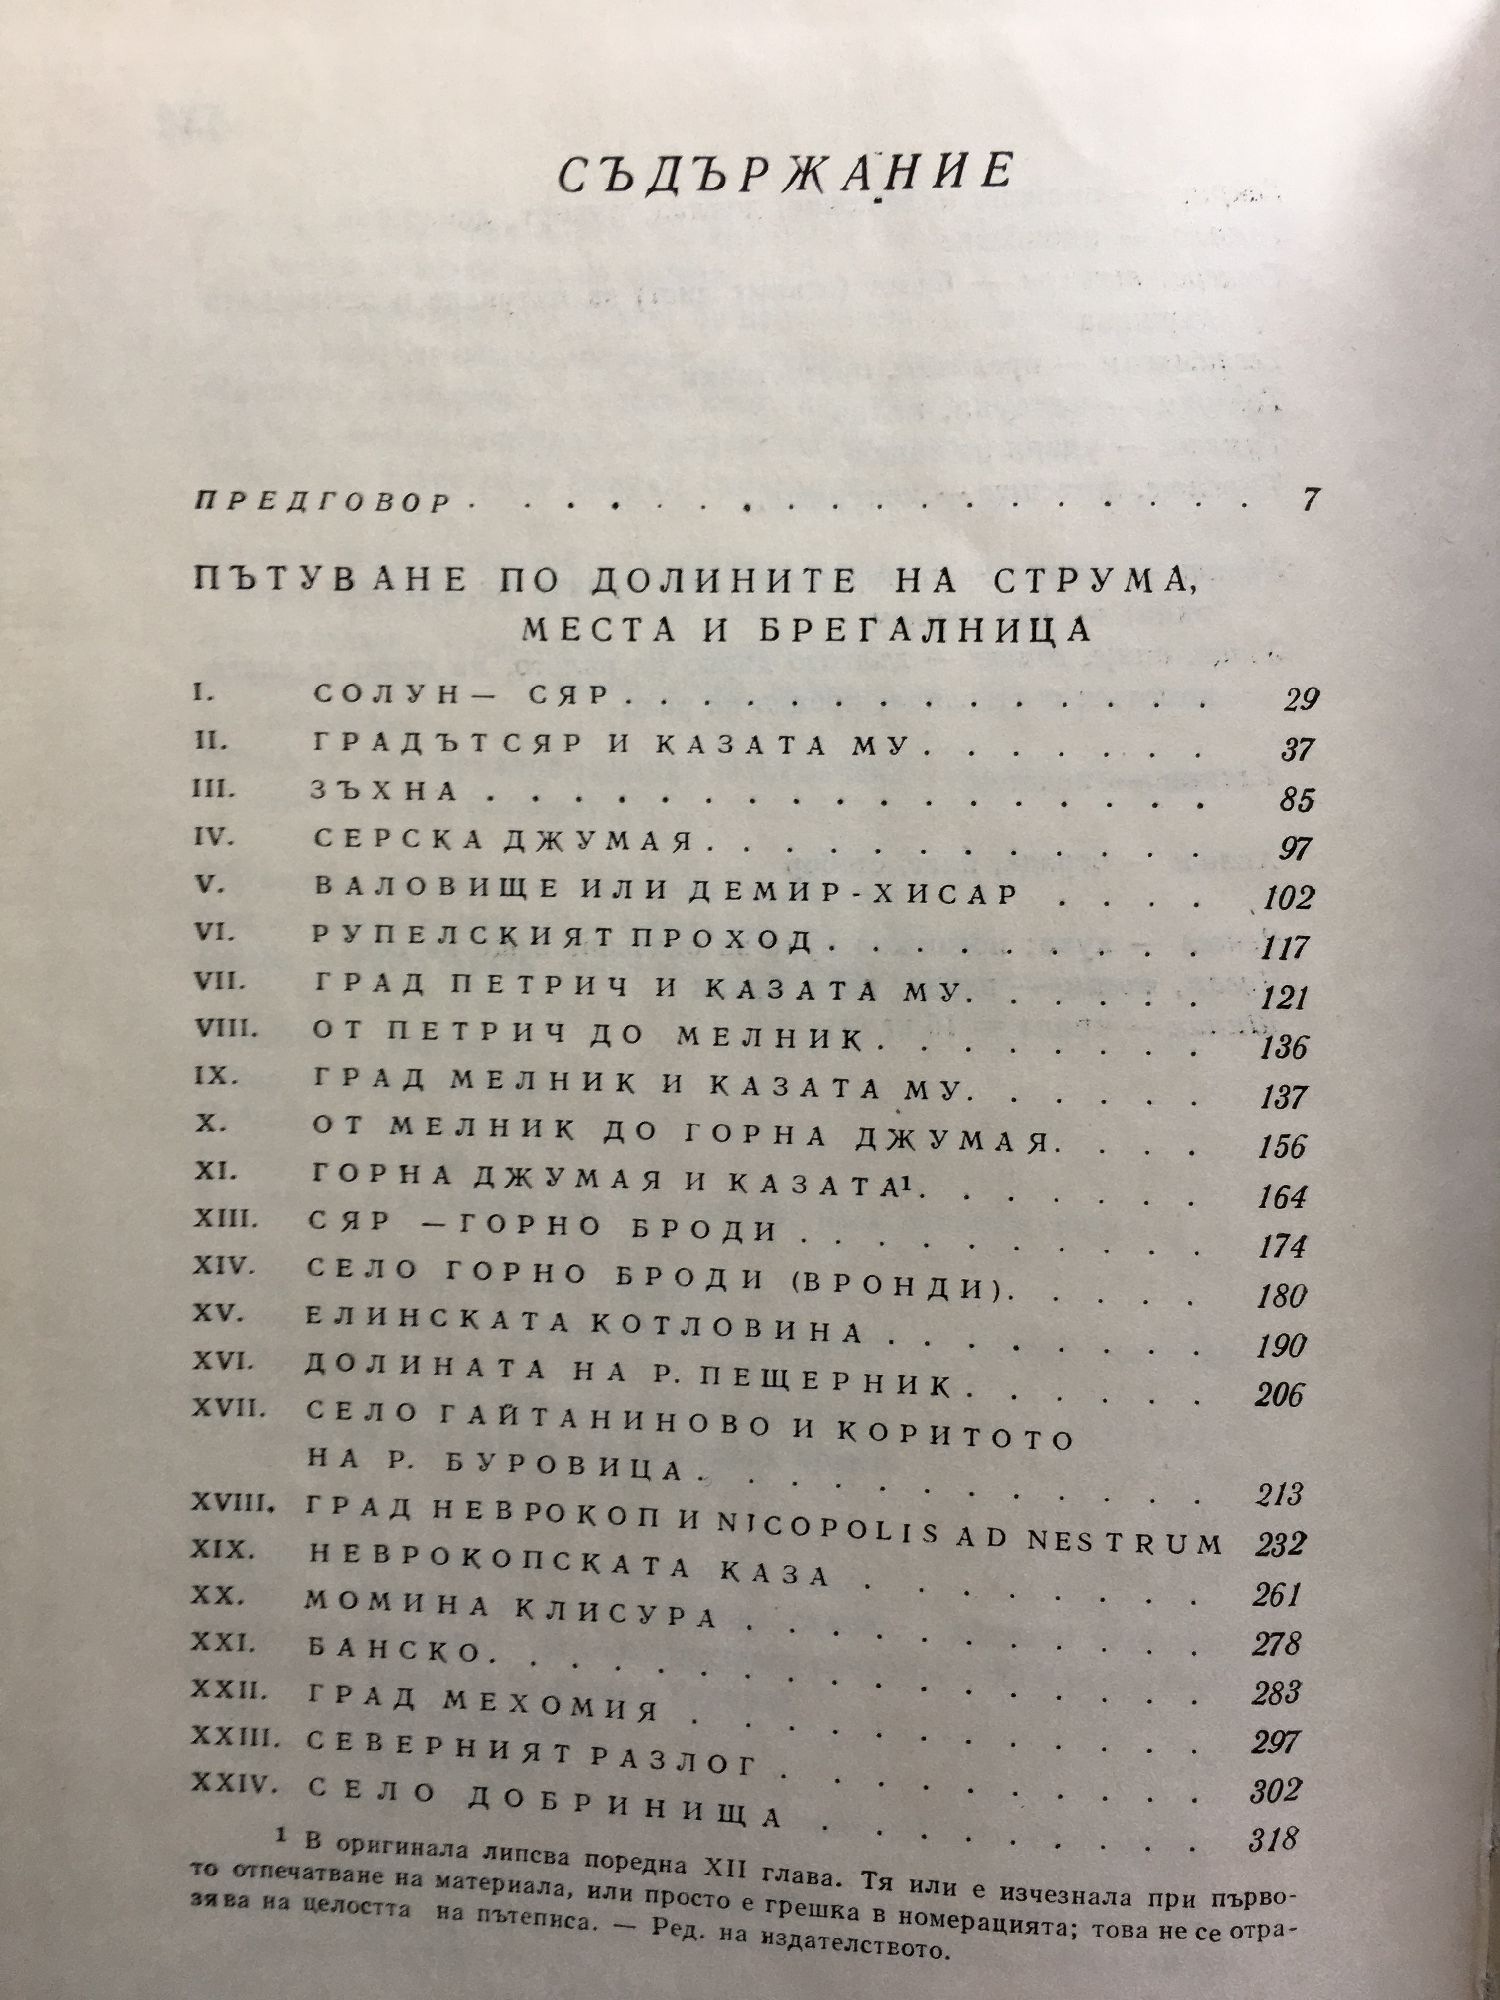 СЪДЪРЖАНИЕ
ПРЕДГОВОР . . . . . . . . . . . . . . . . . . 7
ПЪТУВАНЕ ПО ДОЛИНИТЕ НА СТРУМА,
МЕСТА И БРЕГАЛНИЦА
I. СОЛУН — СЯР . . . . . . . . . . . . . . 29
II. ГРАДЪТ СЯР И КАЗАТА МУ . . . . . . . 37
III. ЗЪХНА . . . . . . . . . . . . . . . . . 85
IV. СЕРСКА ДЖУМАЯ . . . . . . . . . . . . 97
V. ВАЛОВИЩЕ ИЛИ ДЕМИР-ХИСАР . . . . 102
VI. РУПЕЛСКИЯТ ПРОХОД . . . . . . . . . 117
VII. ГРАД ПЕТРИЧ И КАЗАТА МУ . . . . . . 121
VIII. ОТ ПЕТРИЧ ДО МЕЛНИК . . . . . . . . 136
IX. ГРАД МЕЛНИК И КАЗАТА МУ . . . . . . 137
X. ОТ МЕЛНИК ДО ГОРНА ДЖУМАЯ . . . . 156
XI. ГОРНА ДЖУМАЯ И КАЗАТА¹ . . . . . . . 164
XIII. СЯР — ГОРНО БРОДИ . . . . . . . . . . 174
XIV. СЕЛО ГОРНО БРОДИ (ВРОНДИ) . . . . . 180
XV. ЕЛИНСКАТА КОТЛОВИНА . . . . . . . . 190
XVI. ДОЛИНАТА НА Р. ПЕЩЕРНИК . . . . . . 206
XVII. СЕЛО ГАЙТАНИНОВО И КОРИТОТО
НА Р. БУРОВИЦА . . . . . . . . . . . . 213
XVIII. ГРАД НЕВРОКОП И NICOPOLIS AD NESTRUM 232
XIX. НЕВРОКОПСКАТА КАЗА . . . . . . . . 261
XX. МОМИНА КЛИСУРА . . . . . . . . . . . 278
XXI. БАНСКО . . . . . . . . . . . . . . . . . 283
XXII. ГРАД МЕХОМИЯ . . . . . . . . . . . . 297
XXIII. СЕВЕРНИЯТ РАЗЛОГ . . . . . . . . . . 302
XXIV. СЕЛО ДОБРИНИЩА . . . . . . . . . 318
¹ В оригинала липсва поредна XII глава. Тя или е изчезнала при първо-
то отпечатване на материала, или просто е грешка в номерацията; това не се отра-
зява на целостта на пътеписа. — Ред. на издателството.